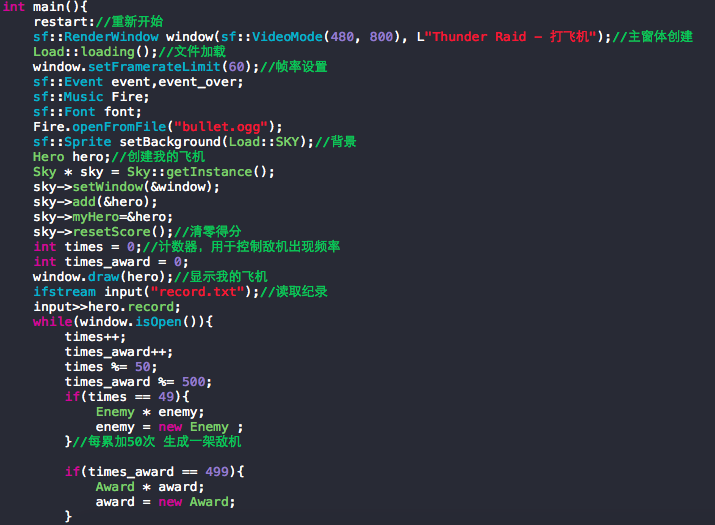 int main(){
restart://重新开始
sf::RenderWindow window(sf::VideoMode(480, 800), L"Thunder Raid – 打飞机");//主窗体创建
Load::loading();//文件加载
window.setFramerateLimit(60);//帧率设置
sf::Event event,event_over;
sf::Music Fire;
sf::Font font;
Fire.openFromFile("bullet.ogg");
sf::Sprite setBackground(Load::SKY);//背景
Hero hero;//创建我的飞机
Sky * sky = Sky::getInstance();
sky->setWindow(&window);
sky->add(&hero);
sky->myHero=&hero;
sky->resetScore();//清零得分
int times = 0;//计数器，用于控制敌机出现频率
int times_award = 0;
window.draw(hero);//显示我的飞机
ifstream input("record.txt");//读取纪录
input>>hero.record;
while(window.isOpen()){
times++;
times_award++;
times %= 50;
times_award %= 500;
if(times == 49){
Enemy * enemy;
enemy = new Enemy ;
}//每累加50次 生成一架敌机
if(times_award == 499){
Award * award;
award = new Award;
}